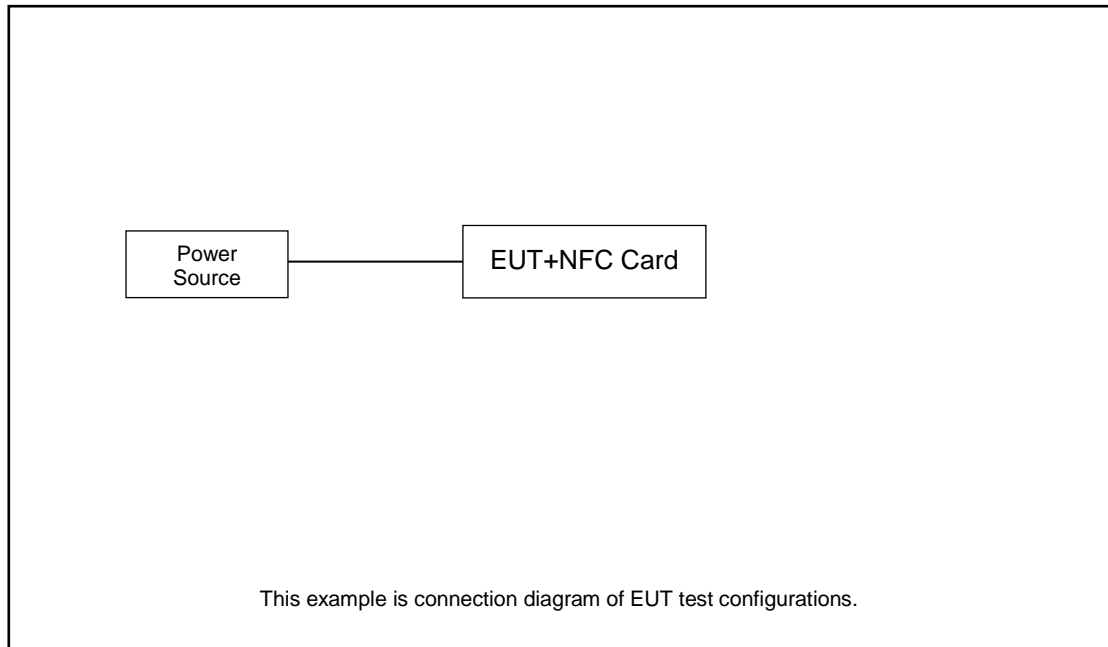 Power
Source
EUT+NFC Card
This example is connection diagram of EUT test configurations.